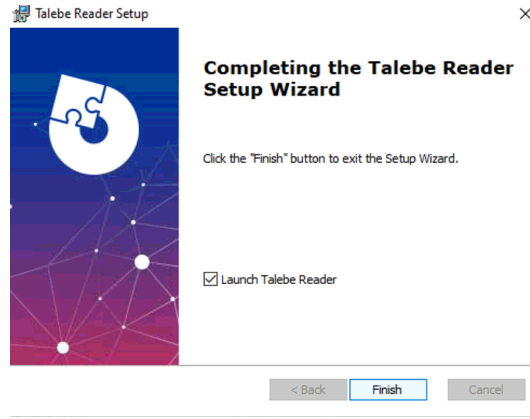 Talebe Reader Setup
Completing the Talebe Reader
Setup Wizard
Click the "Finish" button to exit the Setup Wizard.
Launch Talebe Reader
< Back
Finish
Cancel